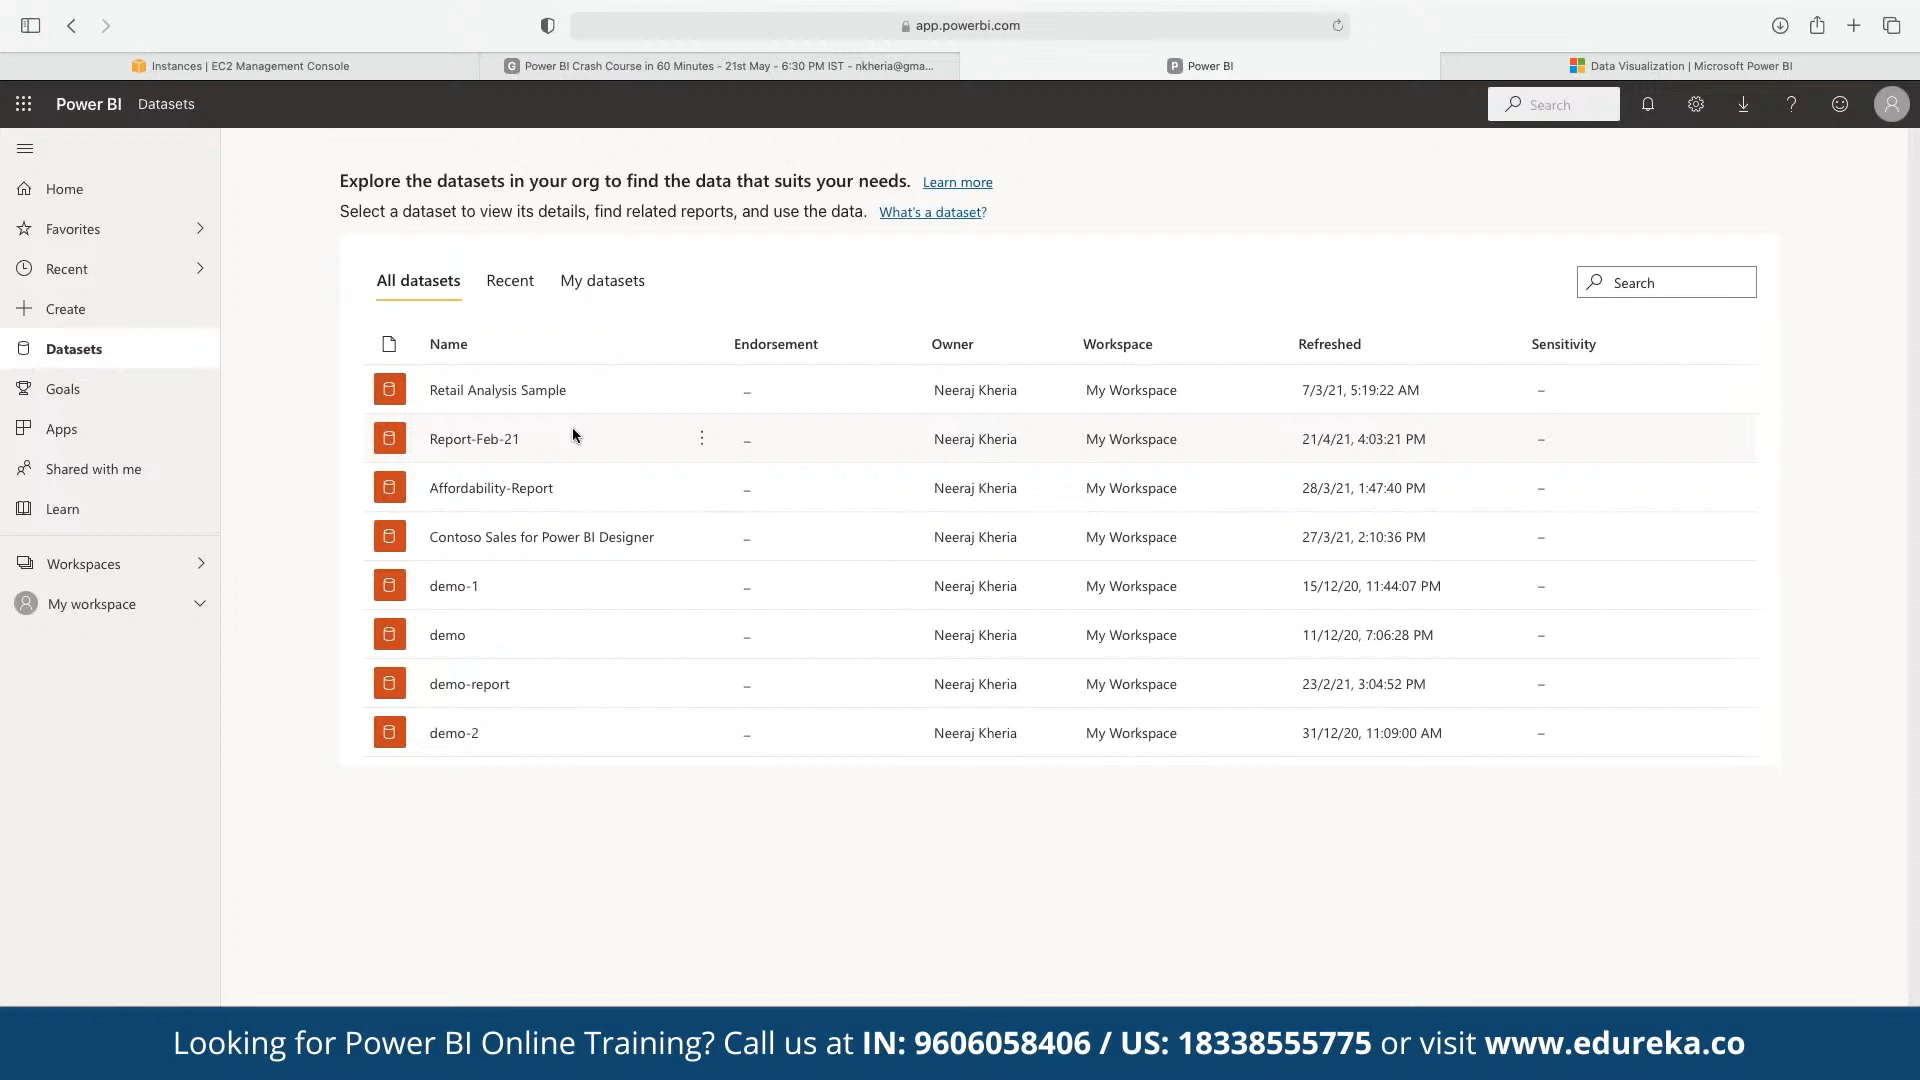 app.powerbi.com
Instances | EC2 Management Console
G Power BI Crash Course in 60 Minutes - 21st May - 6:30 PM IST - nkheria@gma...
P Power BI
Data Visualization | Microsoft Power BI
Power BI Datasets
Search
Home
Favorites
Recent
Create
Datasets
Goals
Apps
Shared with me
Learn
Workspaces
My workspace
Explore the datasets in your org to find the data that suits your needs. Learn more
Select a dataset to view its details, find related reports, and use the data. What's a dataset?
All datasets Recent My datasets
Search
Name Endorsement Owner Workspace Refreshed Sensitivity
Retail Analysis Sample – Neeraj Kheria My Workspace 7/3/21, 5:19:22 AM –
Report-Feb-21 – Neeraj Kheria My Workspace 21/4/21, 4:03:21 PM –
Affordability-Report – Neeraj Kheria My Workspace 28/3/21, 1:47:40 PM –
Contoso Sales for Power BI Designer – Neeraj Kheria My Workspace 27/3/21, 2:10:36 PM –
demo-1 – Neeraj Kheria My Workspace 15/12/20, 11:44:07 PM –
demo – Neeraj Kheria My Workspace 11/12/20, 7:06:28 PM –
demo-report – Neeraj Kheria My Workspace 23/2/21, 3:04:52 PM –
demo-2 – Neeraj Kheria My Workspace 31/12/20, 11:09:00 AM –
Looking for Power BI Online Training? Call us at IN: 9606058406 / US: 18338555775 or visit www.edureka.co